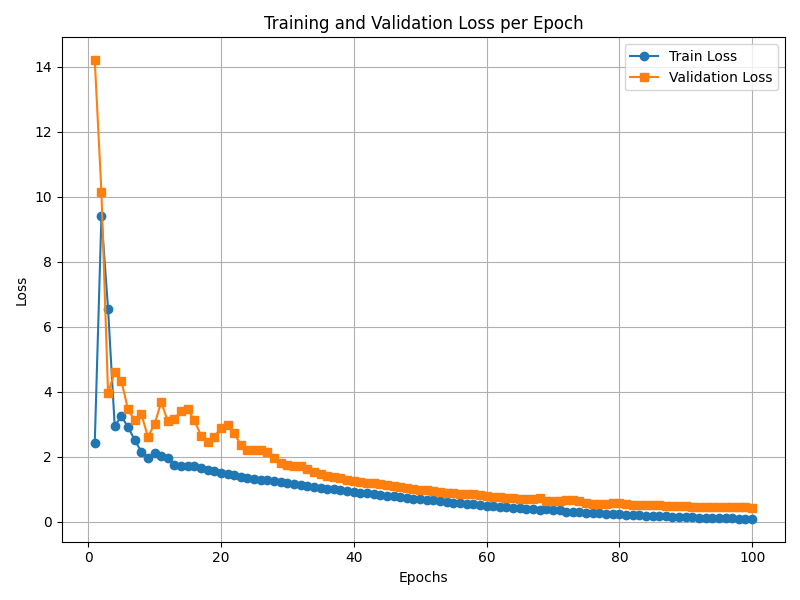 Training and Validation Loss per Epoch
Train Loss
Validation Loss
14
12
10
8
6
4
2
0
Loss
0 20 40 60 80 100
Epochs